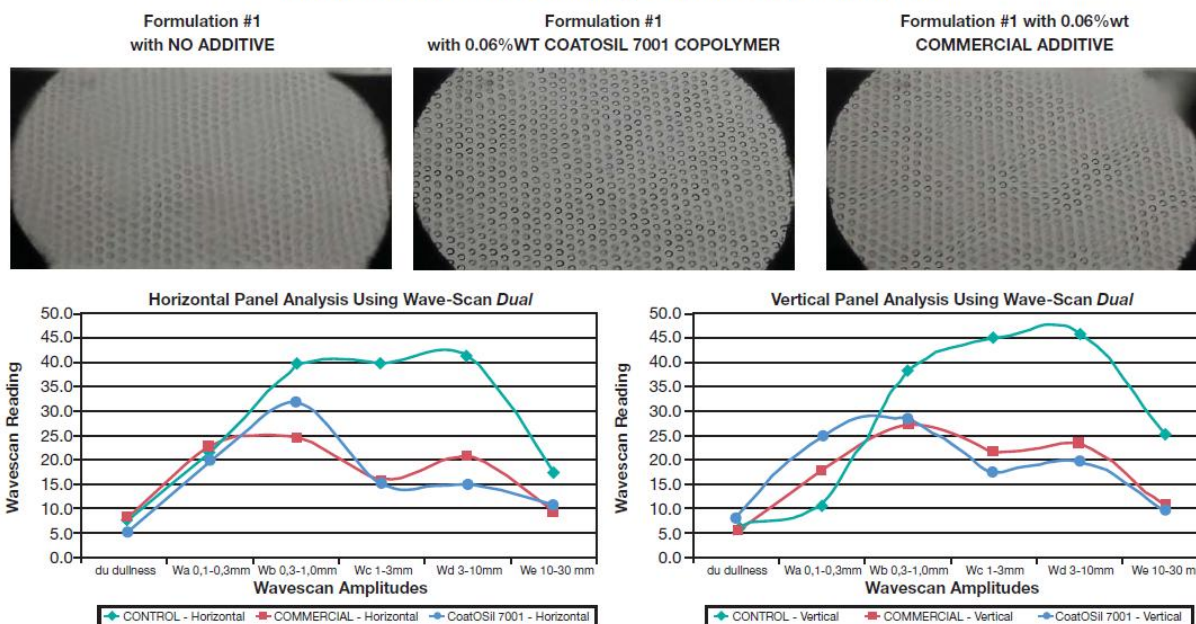 Formulation #1
with NO ADDITIVE
Formulation #1
with 0.06%WT COATOSIL 7001 COPOLYMER
Formulation #1 with 0.06%wt
COMMERCIAL ADDITIVE
Horizontal Panel Analysis Using Wave-Scan Dual
Wavescan Reading
50.0
45.0
40.0
35.0
30.0
25.0
20.0
15.0
10.0
5.0
0.0
du dullness Wa 0,1-0,3mm Wb 0,3-1,0mm Wc 1-3mm Wd 3-10mm We 10-30 mm
Wavescan Amplitudes
CONTROL - Horizontal COMMERCIAL - Horizontal CoatOSil 7001 - Horizontal
Vertical Panel Analysis Using Wave-Scan Dual
Wavescan Reading
50.0
45.0
40.0
35.0
30.0
25.0
20.0
15.0
10.0
5.0
0.0
du dullness Wa 0,1-0,3mm Wb 0,3-1,0mm Wc 1-3mm Wd 3-10mm We 10-30 mm
Wavescan Amplitudes
CONTROL - Vertical COMMERCIAL - Vertical CoatOSil 7001 - Vertical